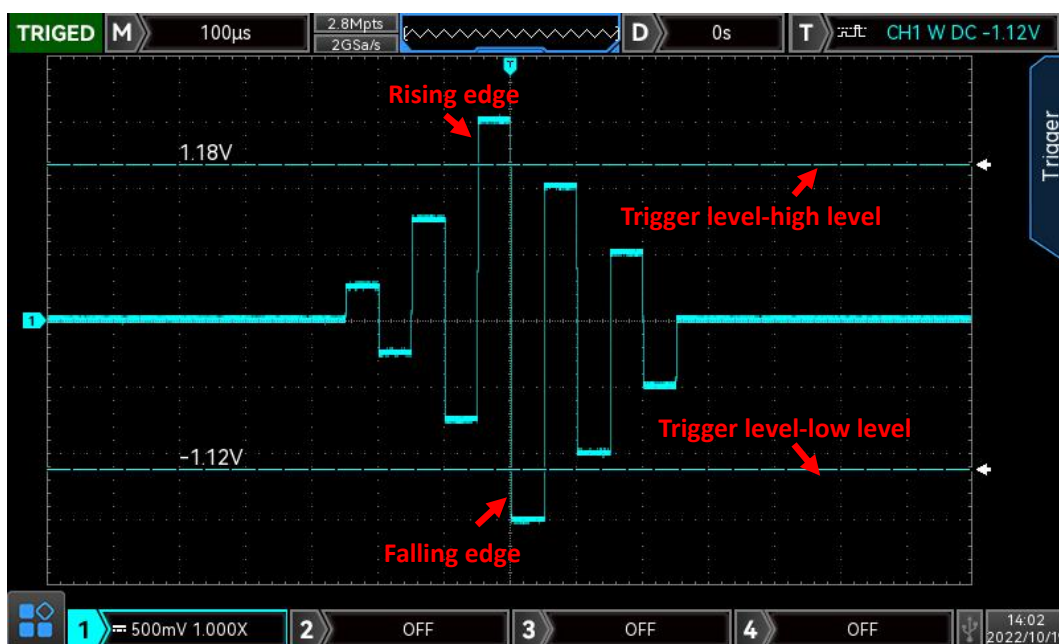 TRIGED M 100μs 2.8Mpts D 0s T CH1 W DC -1.12V
2GSa/s
T
Rising edge
Trigger
1.18V
Trigger level-high level
1
Trigger level-low level
-1.12V
Falling edge
1 500mV 1.000X 2 OFF 3 OFF 4 OFF 14:02
2022/10/1